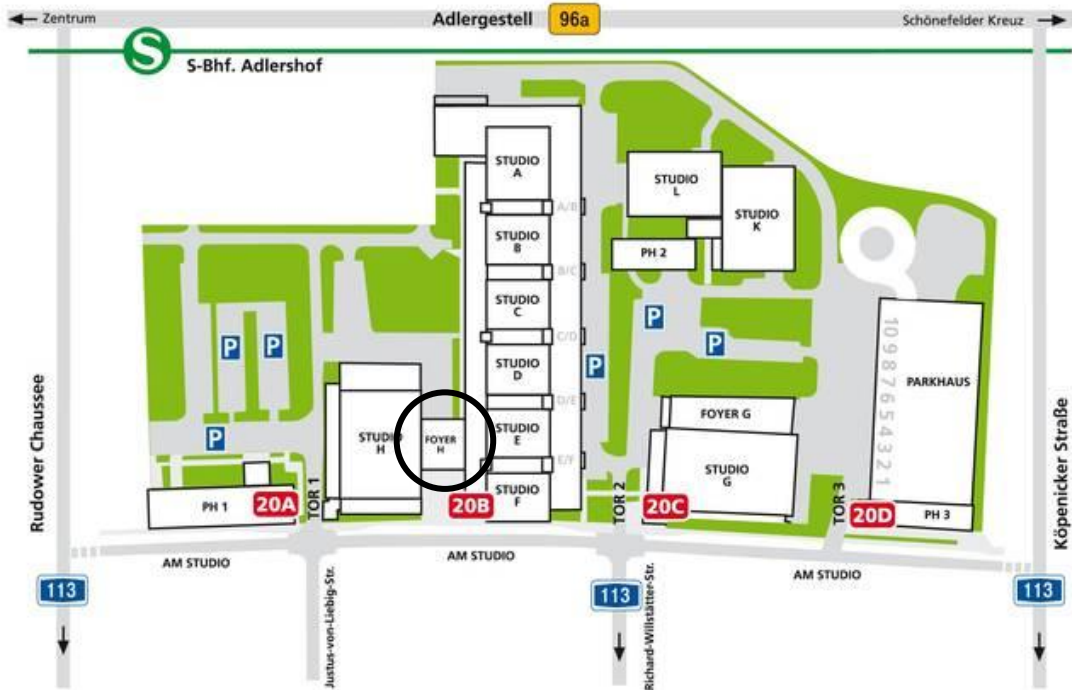 Zentrum
Adlergestell
96a
Schönefelder Kreuz
S
S-Bhf. Adlershof
STUDIO
A
A/B
STUDIO
B
B/C
STUDIO
C
C/D
STUDIO
D
D/E
STUDIO
E
E/F
STUDIO
F
STUDIO
L
STUDIO
K
PH 2
P
P
P
P
P
P
STUDIO
H
FOYER
H
FOYER G
STUDIO
G
PARKHAUS
10 9 8 7 6 5 4 3 2 1
PH 1
20A
TOR 1
20B
TOR 2
20C
TOR 3
20D
PH 3
Rudower Chaussee
Köpenicker Straße
AM STUDIO
AM STUDIO
AM STUDIO
113
113
113
Justus-von-Liebig-Str.
Richard-Willstätter-Str.